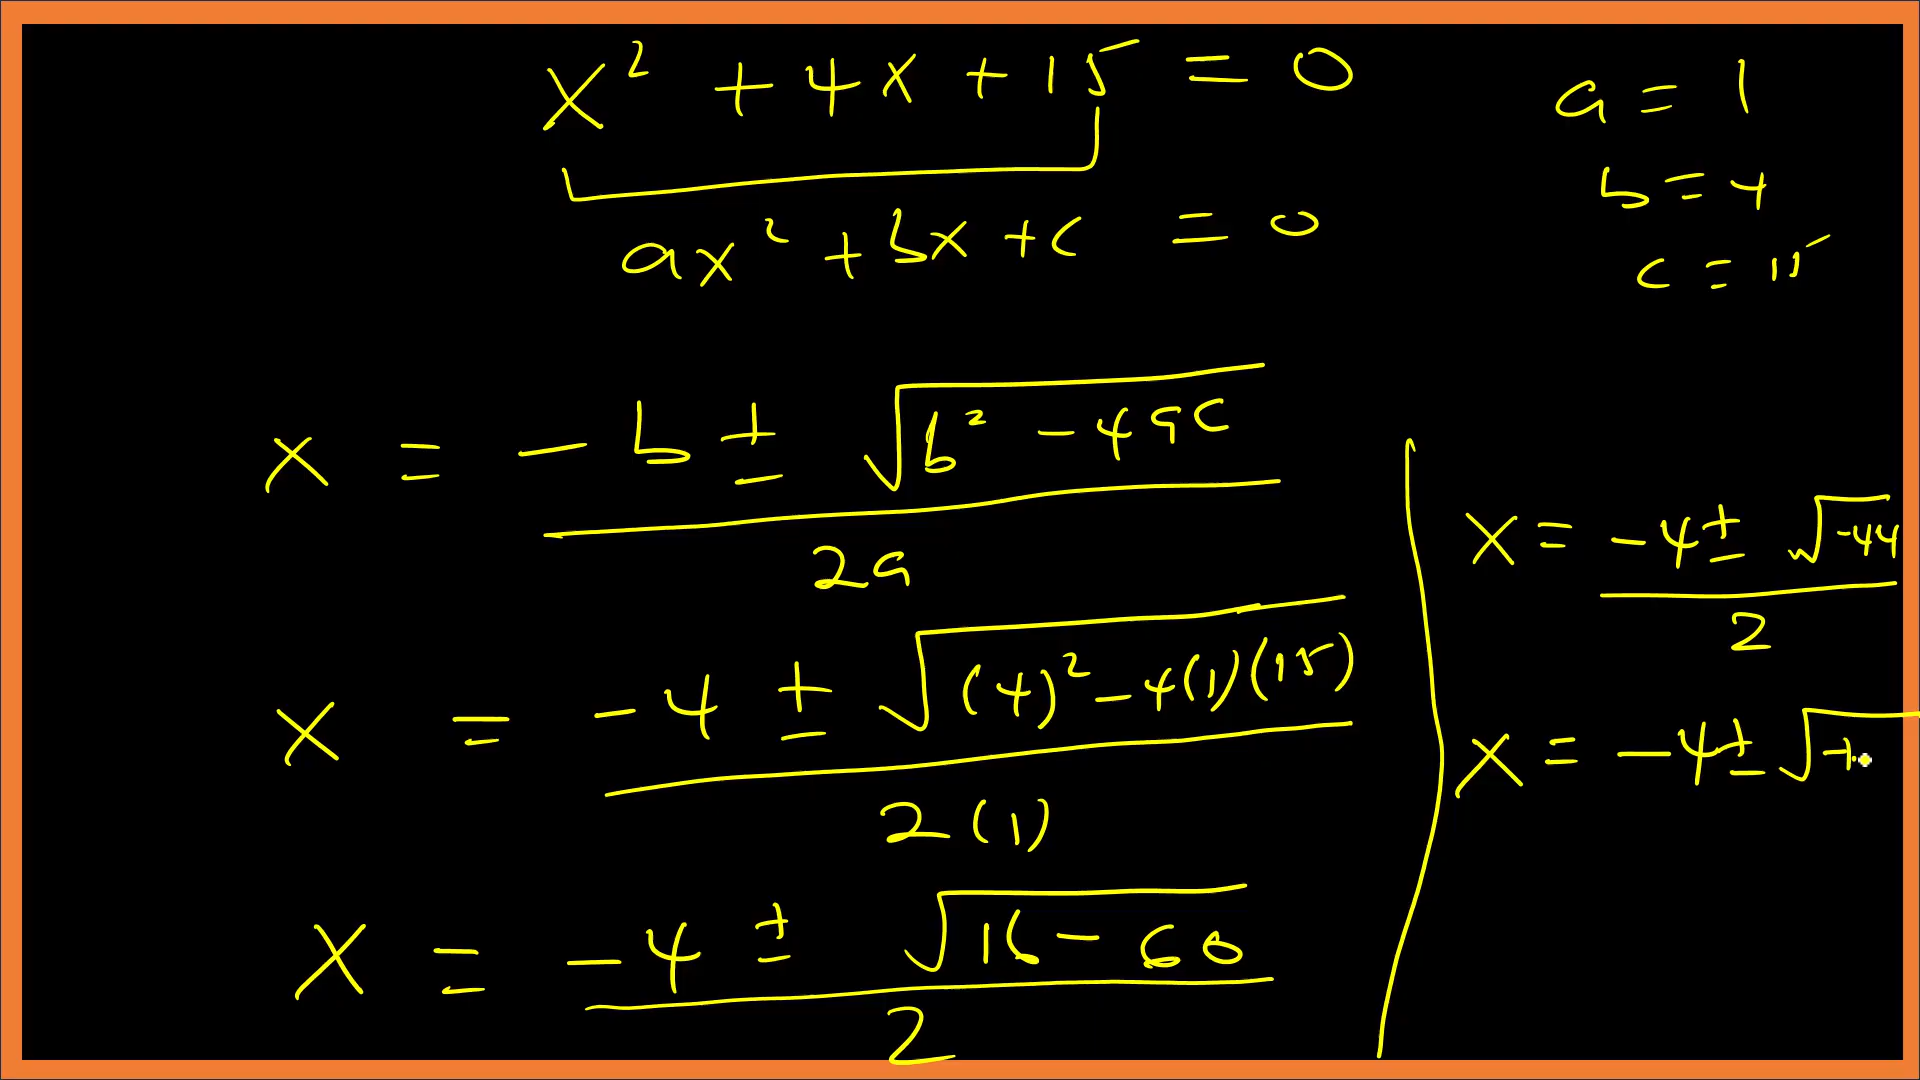 x² + 4x + 15 = 0
ax² + bx + c = 0
a = 1
b = 4
c = 15
x = (-b ± √(b² - 4ac)) / 2a
x = (-4 ± √((4)² - 4(1)(15))) / 2(1)
x = (-4 ± √(16 - 60)) / 2
x = (-4 ± √(-44)) / 2
x = -4 ± √